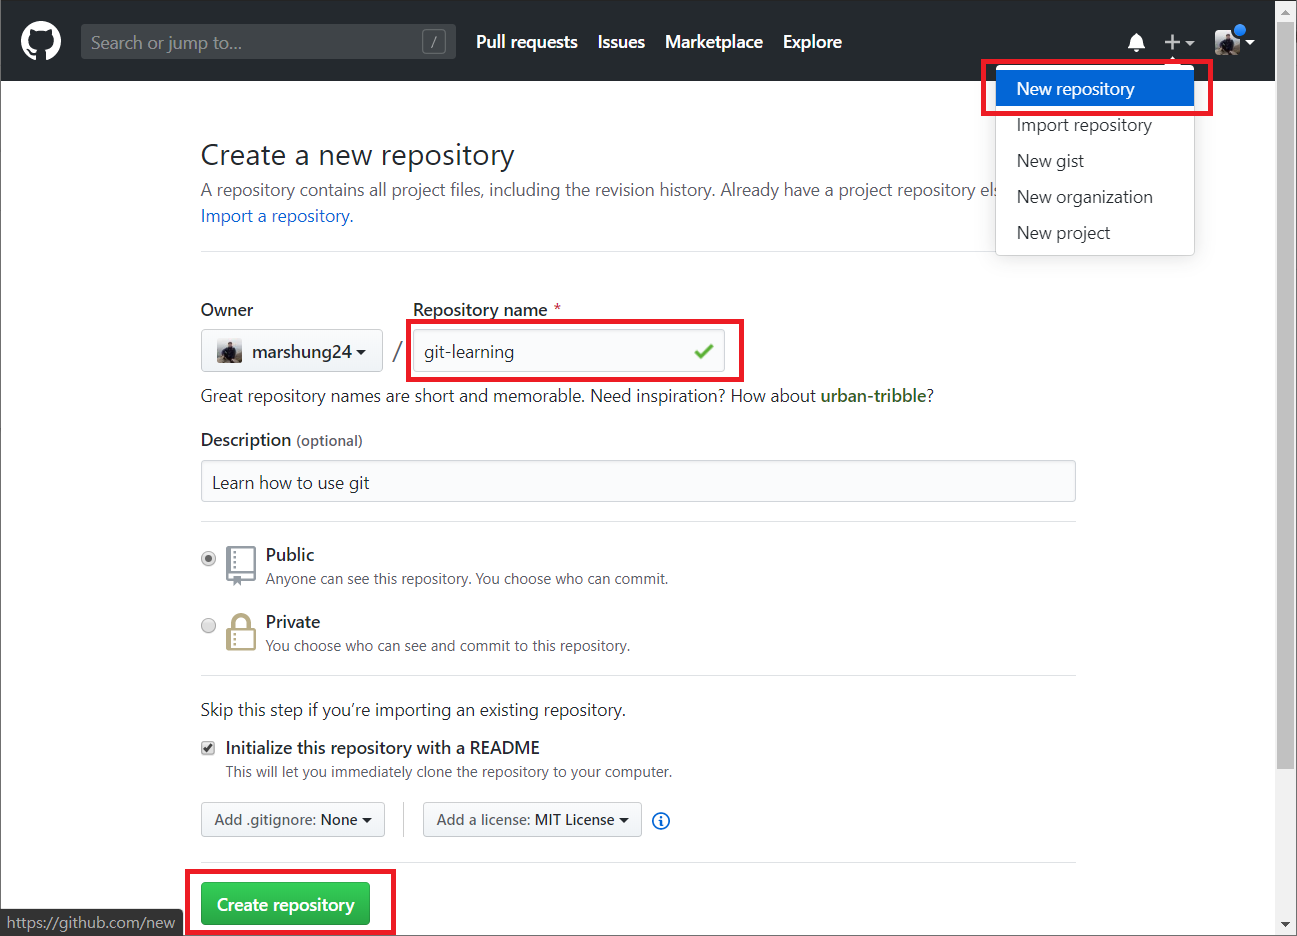 Search or jump to...
/
Pull requests
Issues
Marketplace
Explore
New repository
Import repository
New gist
New organization
New project
Create a new repository
A repository contains all project files, including the revision history. Already have a project repository
Import a repository.
Owner
Repository name *
marshung24
/
git-learning
Great repository names are short and memorable. Need inspiration? How about urban-tribble?
Description (optional)
Learn how to use git
Public
Anyone can see this repository. You choose who can commit.
Private
You choose who can see and commit to this repository.
Skip this step if you’re importing an existing repository.
Initialize this repository with a README
This will let you immediately clone the repository to your computer.
Add .gitignore: None
Add a license: MIT License
Create repository
https://github.com/new